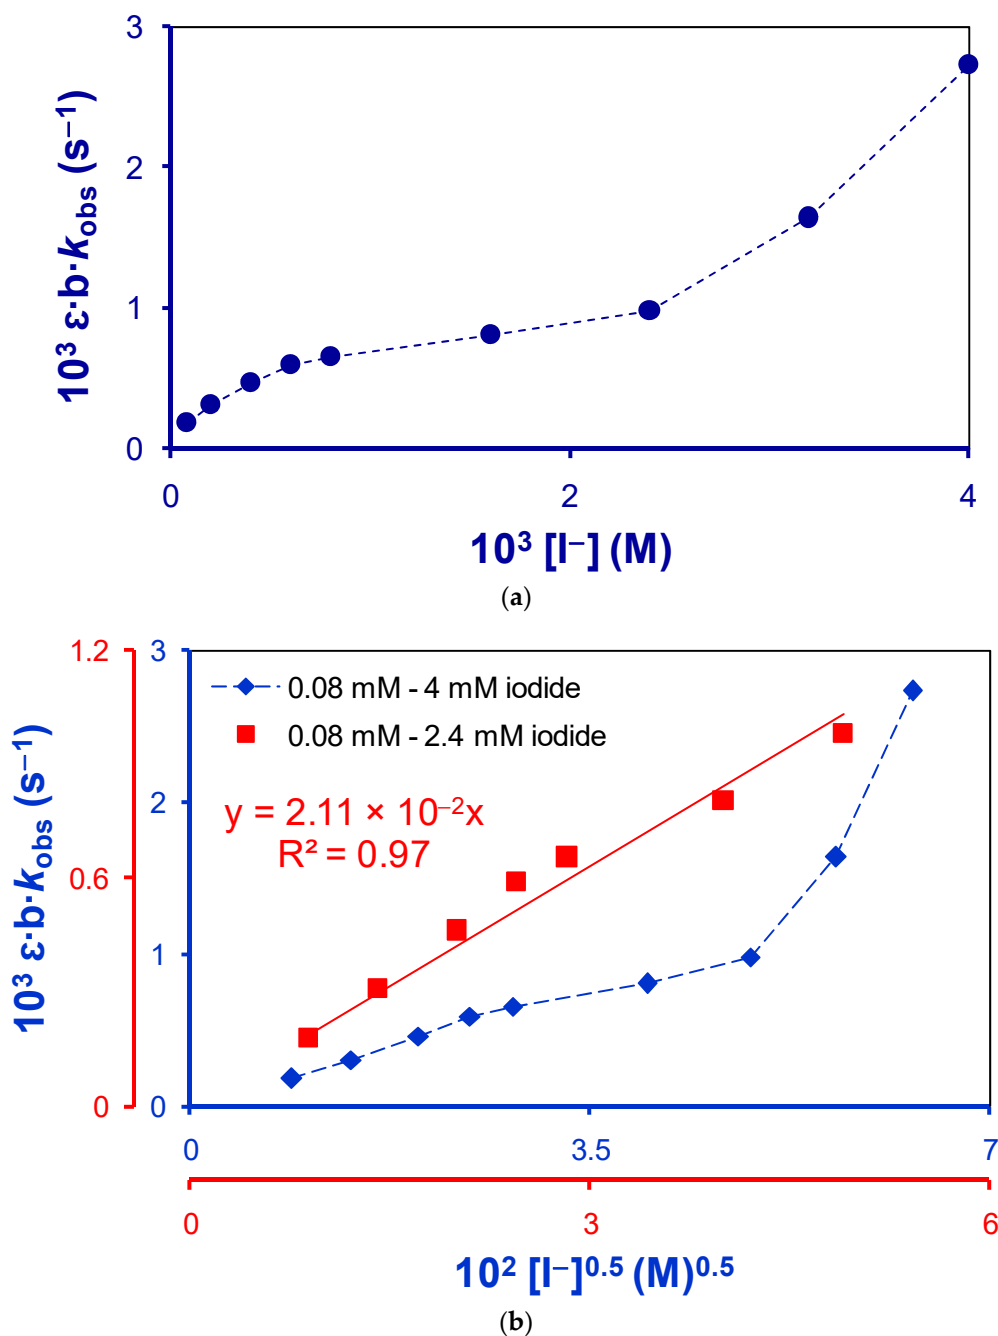 3
2
1
0
10³ ε·b·k_obs (s⁻¹)
0 2 4
10³ [I⁻] (M)
(a)
1.2 3
2
0.6
1
0 0
10³ ε·b·k_obs (s⁻¹)
0.08 mM - 4 mM iodide
0.08 mM - 2.4 mM iodide
y = 2.11 × 10⁻²x
R² = 0.97
0 3.5 7
0 3 6
10² [I⁻]⁰·⁵ (M)⁰·⁵
(b)